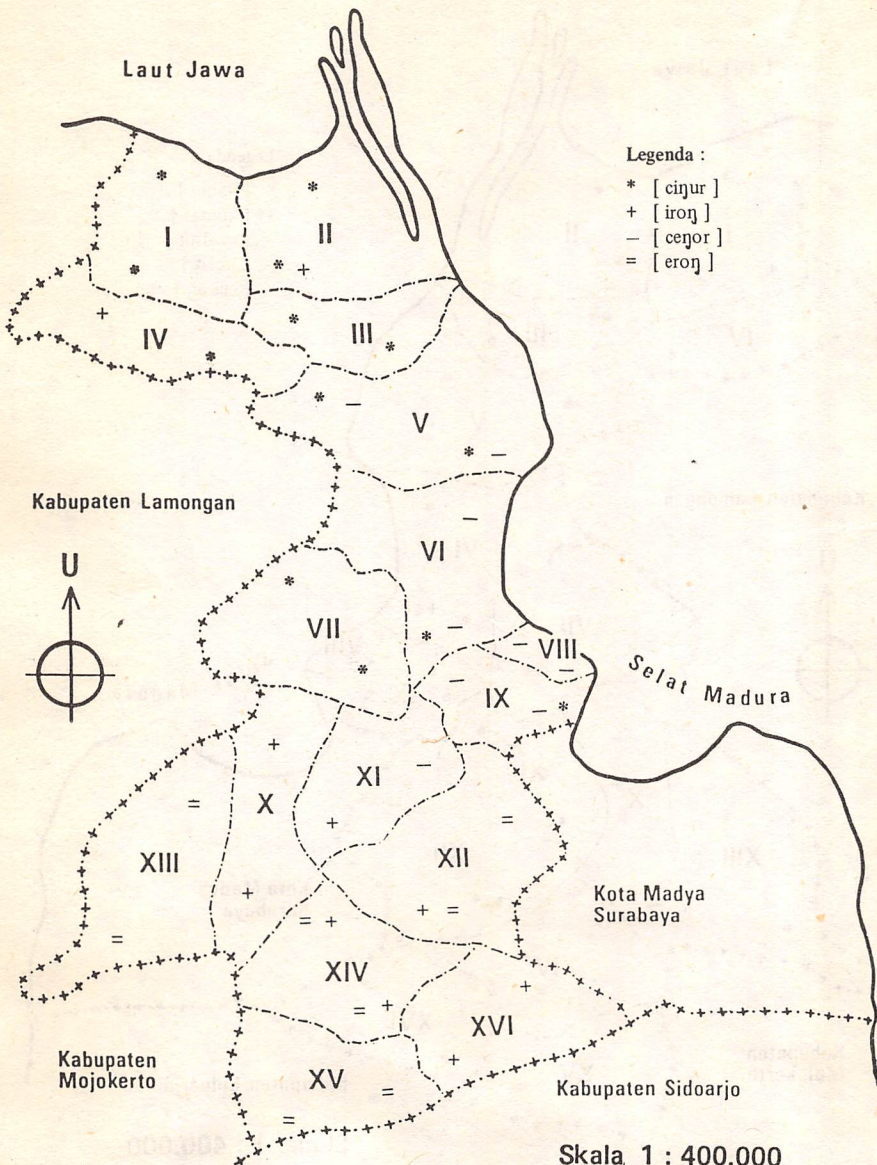 Laut Jawa
Legenda :
* [ ciŋur ]
+ [ iroŋ ]
– [ ceŋor ]
= [ eroŋ ]
I
II
III
IV
V
Kabupaten Lamongan
U
VI
VII
VIII
IX
Selat Madura
X
XI
XII
XIII
Kota Madya
Surabaya
XIV
XVI
XV
Kabupaten
Mojokerto
Kabupaten Sidoarjo
Skala 1 : 400.000